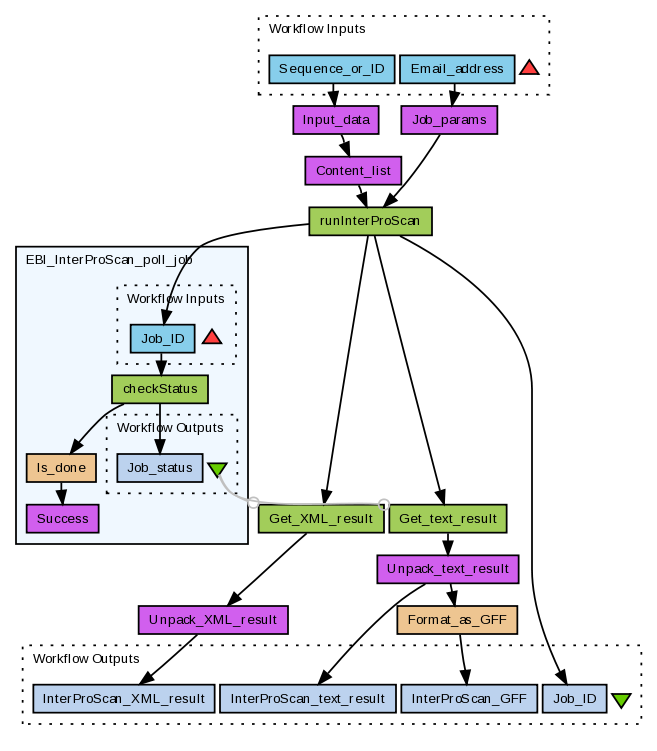 Workflow Inputs
Sequence_or_ID
Email_address
Input_data
Job_params
Content_list
runInterProScan
EBI_InterProScan_poll_job
Workflow Inputs
Job_ID
checkStatus
Workflow Outputs
Is_done
Job_status
Success
Get_XML_result
Get_text_result
Unpack_text_result
Unpack_XML_result
Format_as_GFF
Workflow Outputs
InterProScan_XML_result
InterProScan_text_result
InterProScan_GFF
Job_ID